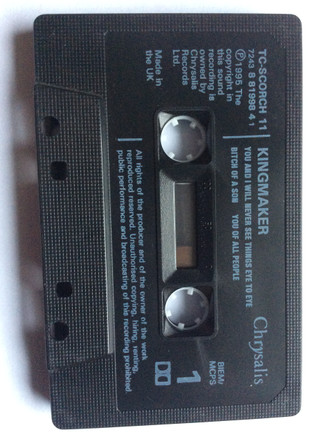 TC-SCORCH 11
7243 8 81998 4 1
℗ 1995 The
copyright in
this sound
recording is
owned by
Chrysalis
Records
Ltd.
Made in
the UK
KINGMAKER
YOU AND I WILL NEVER SEE THINGS EYE TO EYE
BITCH OF A SON YOU OF ALL PEOPLE
Chrysalis
BIEM/
MCPS
1
All rights of the producer and of the owner of the work
reproduced reserved. Unauthorised copying, hiring, renting,
public performance and broadcasting of this recording prohibited